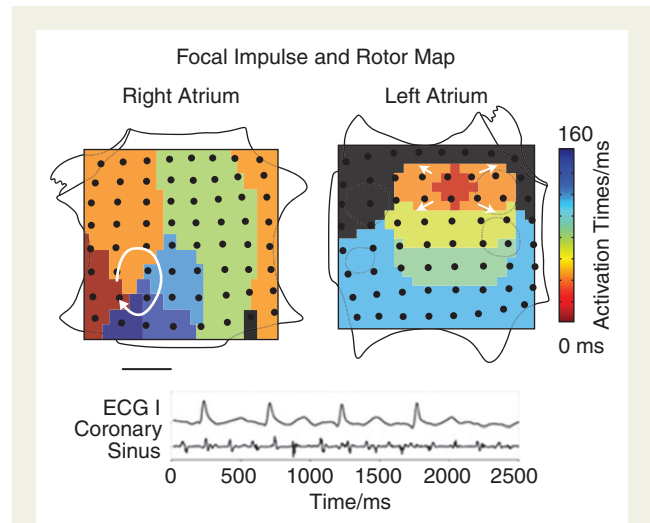 Focal Impulse and Rotor Map
Right Atrium
Left Atrium
160
Activation Times/ms
0 ms
ECG I
Coronary
Sinus
0 500 1000 1500 2000 2500
Time/ms